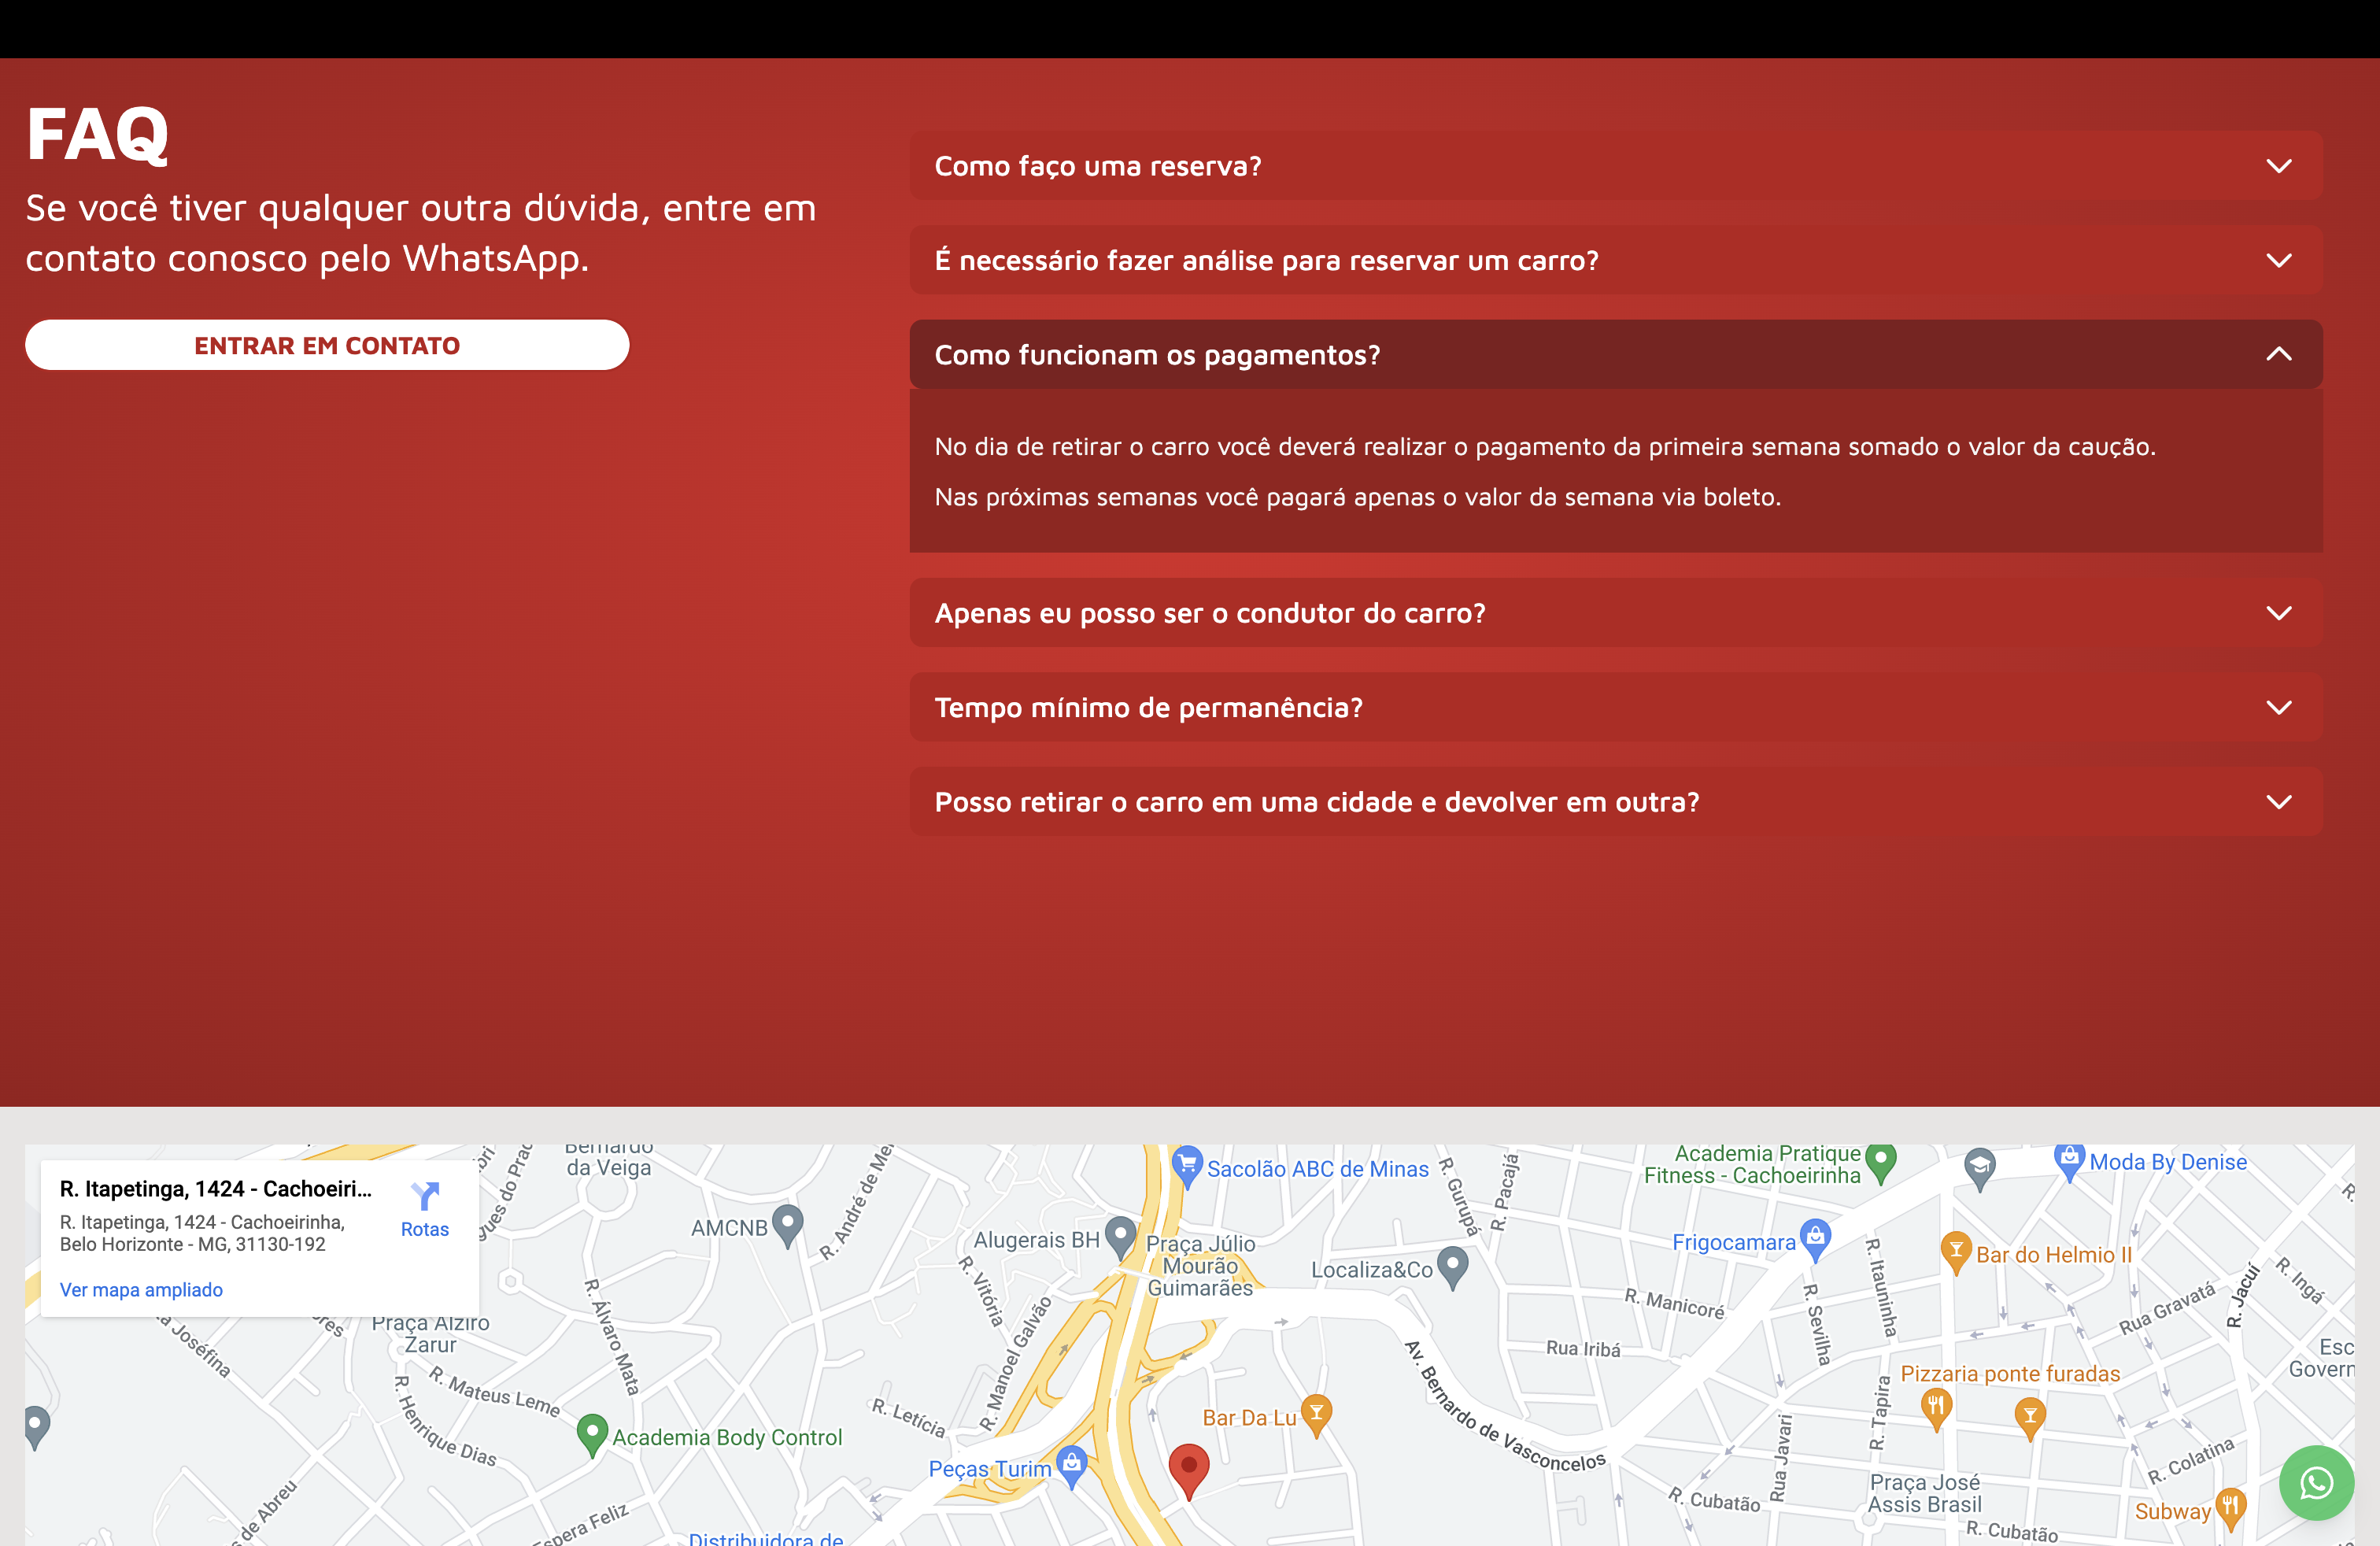 FAQ
Se você tiver qualquer outra dúvida, entre em
contato conosco pelo WhatsApp.
ENTRAR EM CONTATO
Como faço uma reserva?
É necessário fazer análise para reservar um carro?
Como funcionam os pagamentos?
No dia de retirar o carro você deverá realizar o pagamento da primeira semana somado o valor da caução.
Nas próximas semanas você pagará apenas o valor da semana via boleto.
Apenas eu posso ser o condutor do carro?
Tempo mínimo de permanência?
Posso retirar o carro em uma cidade e devolver em outra?
R. Itapetinga, 1424 - Cachoeiri...
R. Itapetinga, 1424 - Cachoeirinha,
Belo Horizonte - MG, 31130-192
Rotas
Ver mapa ampliado
Bernardo
da Veiga
AMCNB
R. André de Mel
Sacolão ABC de Minas
Alugerais BH
Praça Júlio
Mourão
Guimarães
Localiza&Co
R. Gurupá
R. Pacajá
Academia Pratique
Fitness - Cachoeirinha
Moda By Denise
Frigocamara
Bar do Helmio II
R. Itauninha
R. Sevilha
R. Manicoré
Rua Iribá
Rua Gravatá
R. Jacuí
R. Ingá
Praça Alziro
Zarur
R. Álvaro Mata
R. Vitória
R. Manoel Galvão
R. Mateus Leme
R. Henrique Dias
R. Letícia
Academia Body Control
Peças Turim
Bar Da Lu
Av. Bernardo de Vasconcelos
Pizzaria ponte furadas
R. Tapira
Rua Javari
R. Cubatão
Praça José
Assis Brasil
R. Colatina
Subway
R. Cubatão
Distribuidora de
de Abreu
Espera Feliz
a Joséfina
gues do Prad
Esc
Govern